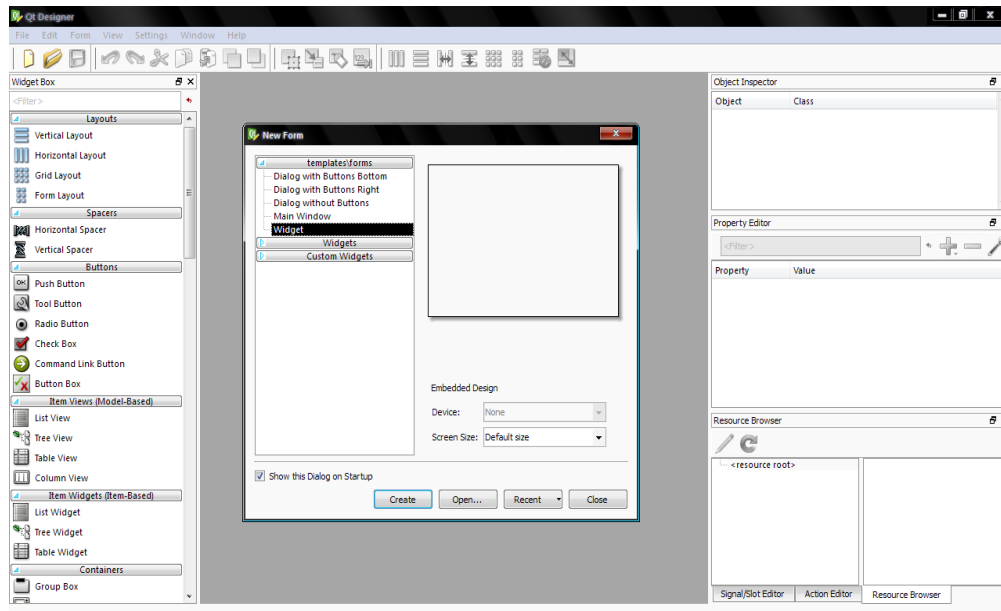 Qt Designer
File Edit Form View Settings Window Help
Widget Box
<Filter>
Layouts
Vertical Layout
Horizontal Layout
Grid Layout
Form Layout
Spacers
Horizontal Spacer
Vertical Spacer
Buttons
OK Push Button
Tool Button
Radio Button
Check Box
Command Link Button
Button Box
Item Views (Model-Based)
List View
Tree View
Table View
Column View
Item Widgets (Item-Based)
List Widget
Tree Widget
Table Widget
Containers
Group Box
New Form
templates\forms
Dialog with Buttons Bottom
Dialog with Buttons Right
Dialog without Buttons
Main Window
Widget
Widgets
Custom Widgets
Embedded Design
Device: None
Screen Size: Default size
Show this Dialog on Startup
Create Open... Recent Close
Object Inspector
Object Class
Property Editor
<Filter>
Property Value
Resource Browser
<resource root>
Signal/Slot Editor Action Editor Resource Browser